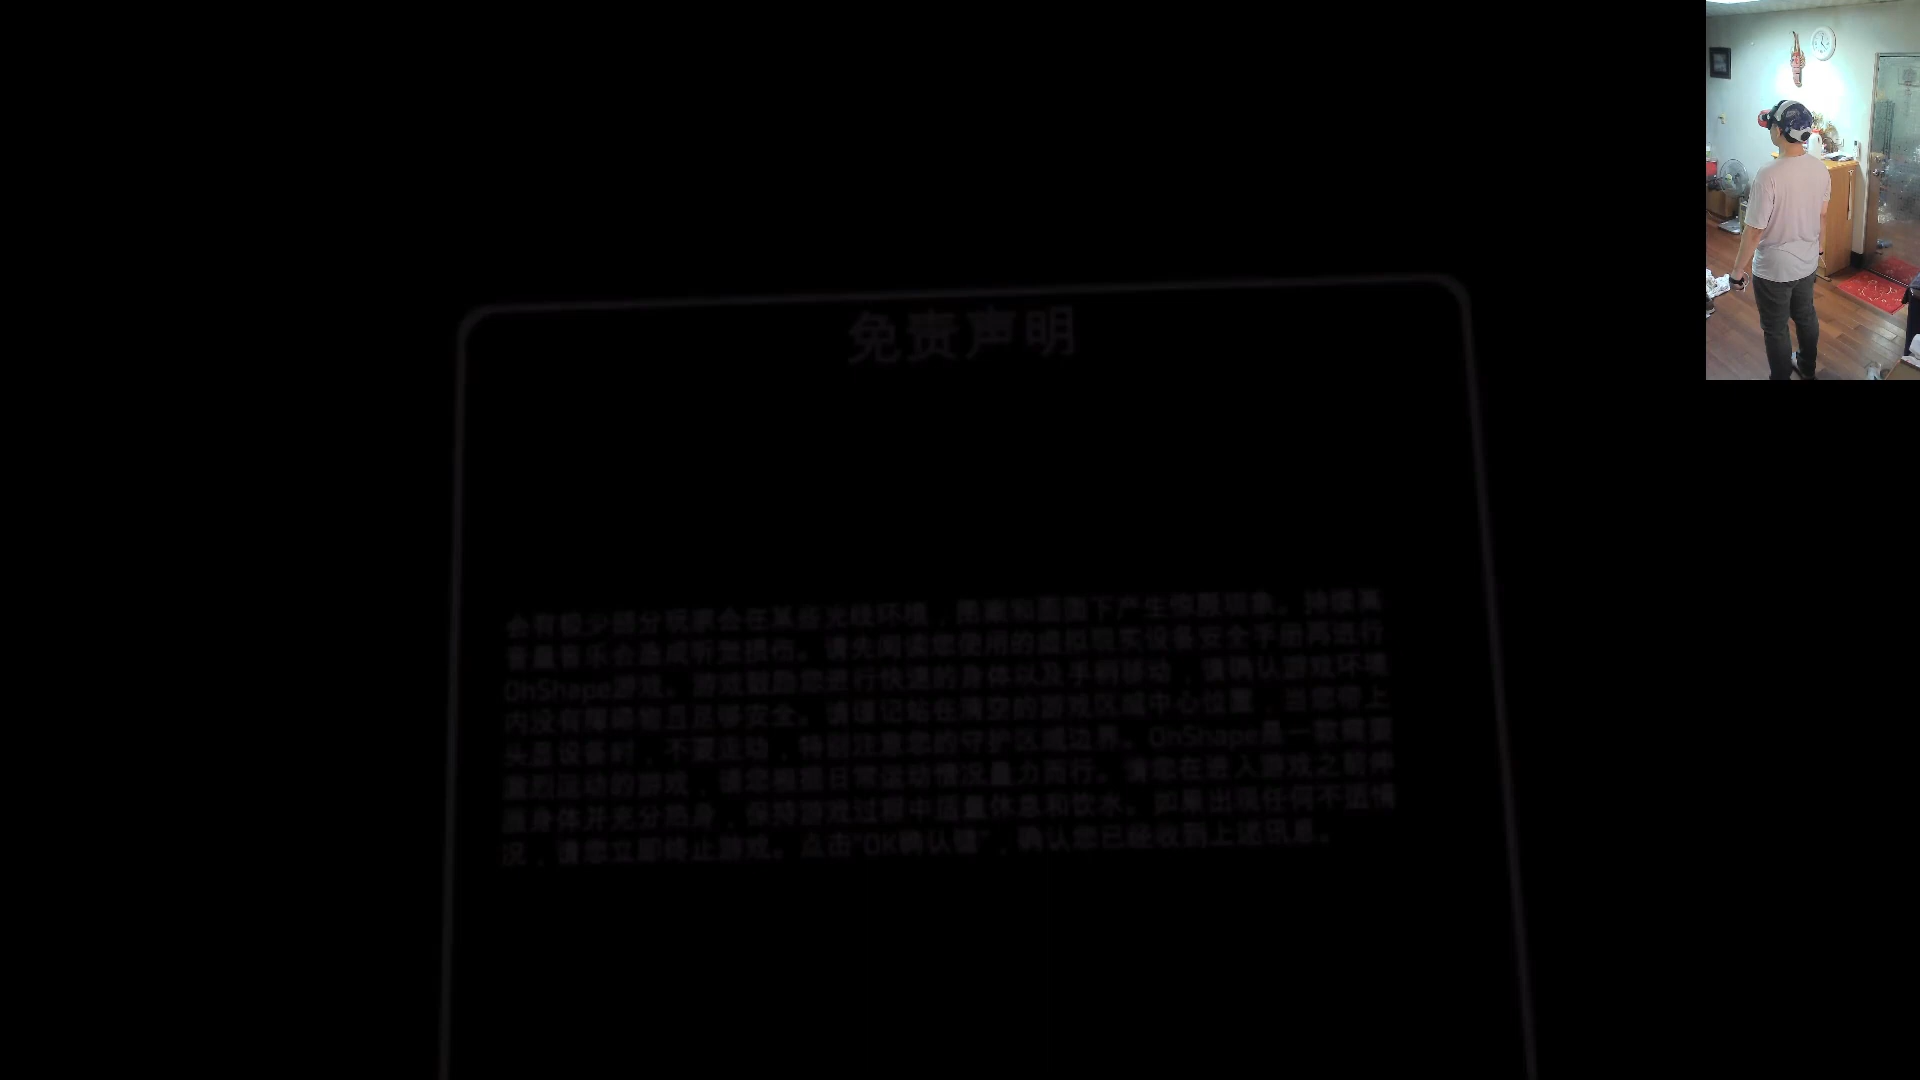 免责声明
会有极少部分玩家会在某些光线环境，图案和画面下产生惊厥现象。持续高
音量音乐会造成听觉损伤。请先阅读您使用的虚拟现实设备安全手册再进行
OhShape游戏。游戏鼓励您进行快速的身体以及手柄移动，请确认游戏环境
内没有障碍物且足够安全。请谨记站在清空的游戏区域中心位置，当您带上
头显设备时，不要走动，特别注意您的守护区域边界。OhShape是一款需要
激烈运动的游戏，请您根据日常运动情况量力而行。请您在进入游戏之前伸
展身体并充分热身，保持游戏过程中适量休息和饮水。如果出现任何不适情
况，请您立即终止游戏。点击“OK确认键”，确认您已经收到上述讯息。